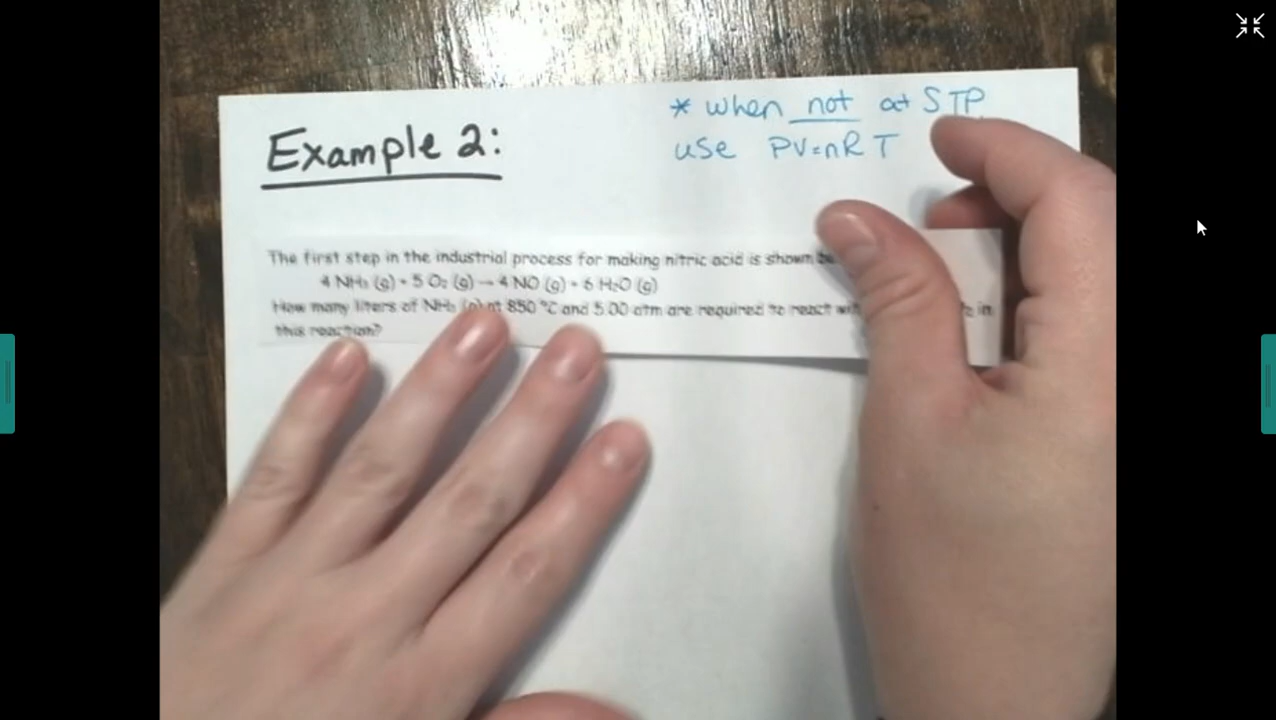 * when not at STP
use PV=nRT
Example 2:
The first step in the industrial process for making nitric acid is shown
4 NH₃ (g) + 5 O₂ (g) → 4 NO (g) + 6 H₂O (g)
How many liters of NH₃ (g) at 850 °C and 5.00 atm are required to react in
this reaction?